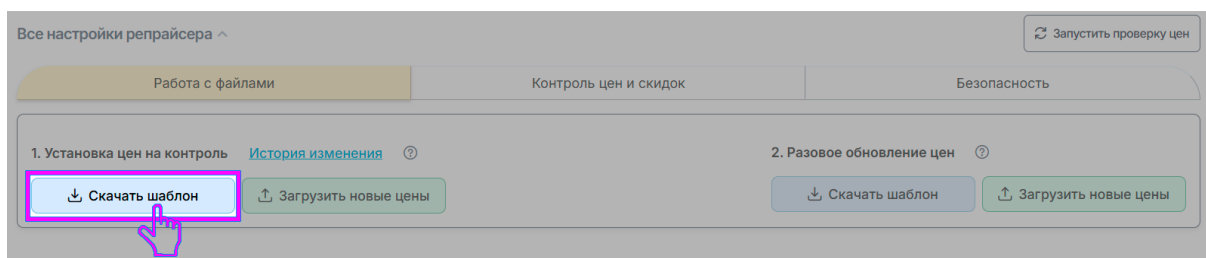 Все настройки репрайсера
Запустить проверку цен
Работа с файлами
Контроль цен и скидок
Безопасность
1. Установка цен на контроль История изменения ?
2. Разовое обновление цен ?
Скачать шаблон
Загрузить новые цены
Скачать шаблон
Загрузить новые цены